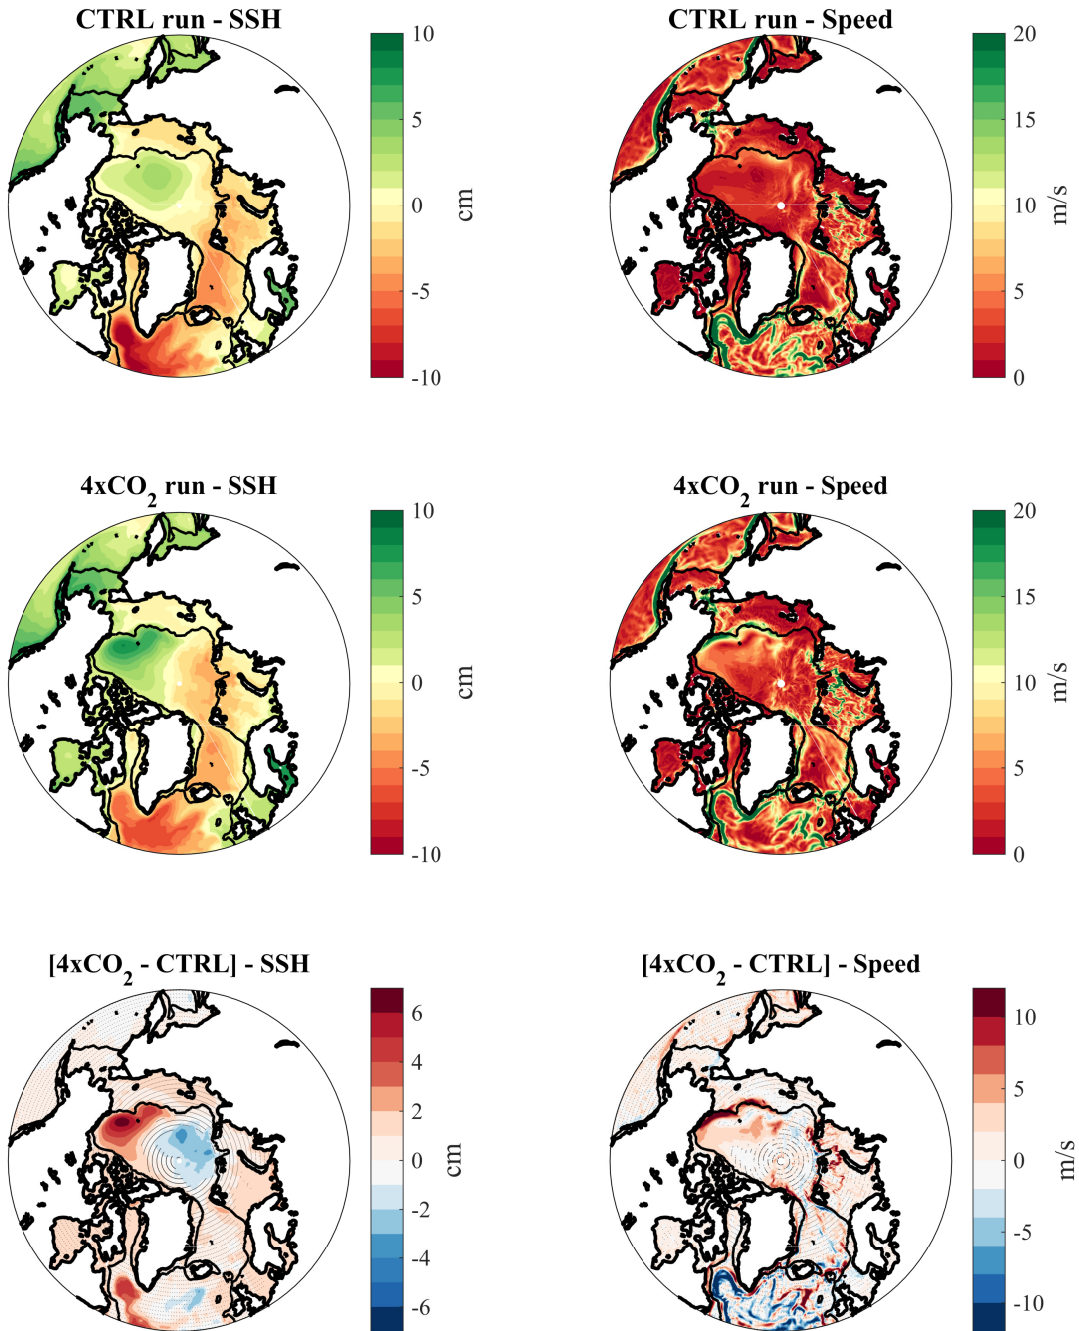 CTRL run - SSH
10
5
0
-5
-10
cm
CTRL run - Speed
20
15
10
5
0
m/s
4xCO2 run - SSH
10
5
0
-5
-10
cm
4xCO2 run - Speed
20
15
10
5
0
m/s
[4xCO2 - CTRL] - SSH
6
4
2
0
-2
-4
-6
cm
[4xCO2 - CTRL] - Speed
10
5
0
-5
-10
m/s